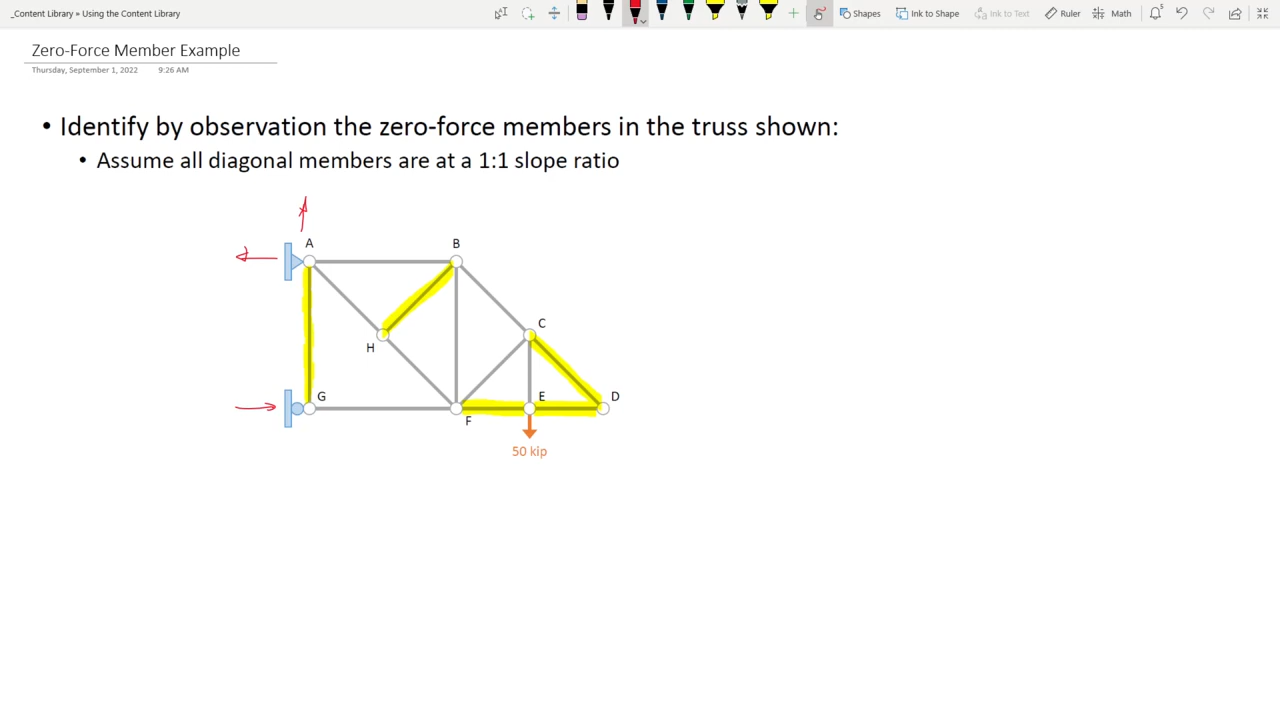 _Content Library » Using the Content Library
Shapes
Ink to Shape
Ink to Text
Ruler
Math
5
Zero-Force Member Example
Thursday, September 1, 2022 9:26 AM
• Identify by observation the zero-force members in the truss shown:
• Assume all diagonal members are at a 1:1 slope ratio
A
B
C
H
G
E
D
F
50 kip